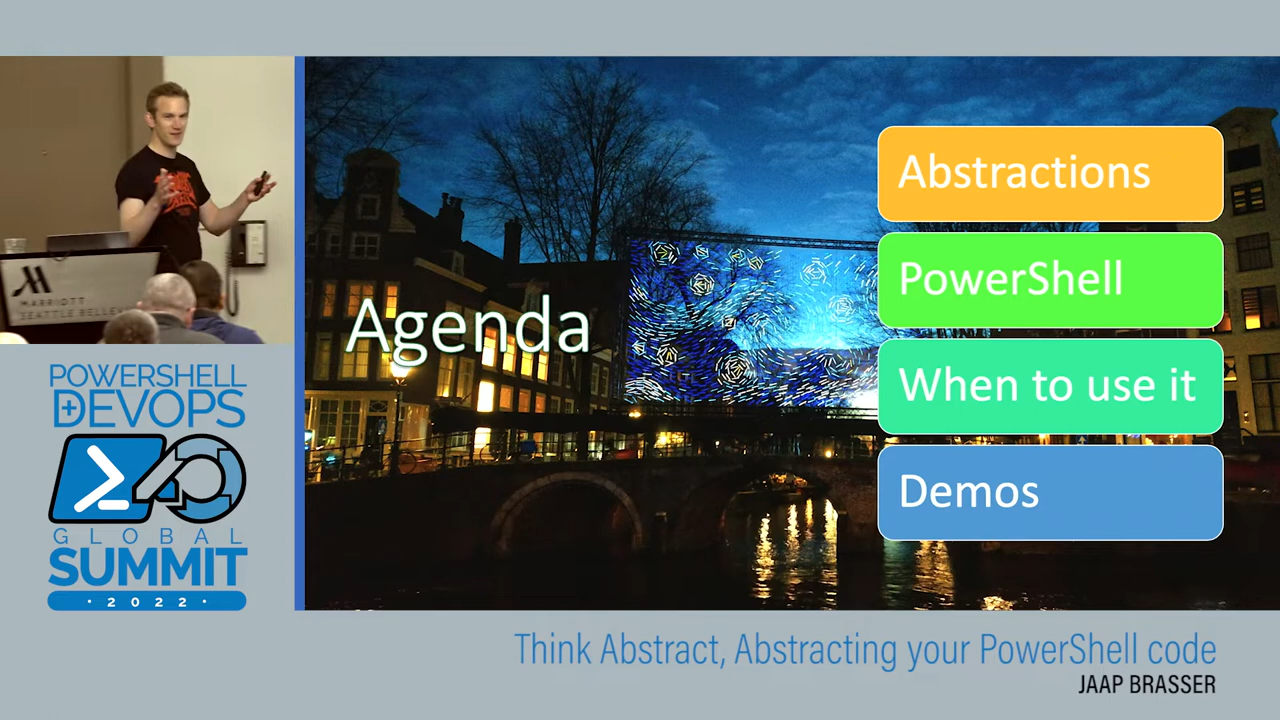 Agenda
Abstractions
PowerShell
When to use it
Demos
MARRIOTT
POWERSHELL
DEVOPS
GLOBAL
SUMMIT
· 2022 ·
Think Abstract, Abstracting your PowerShell code
JAAP BRASSER